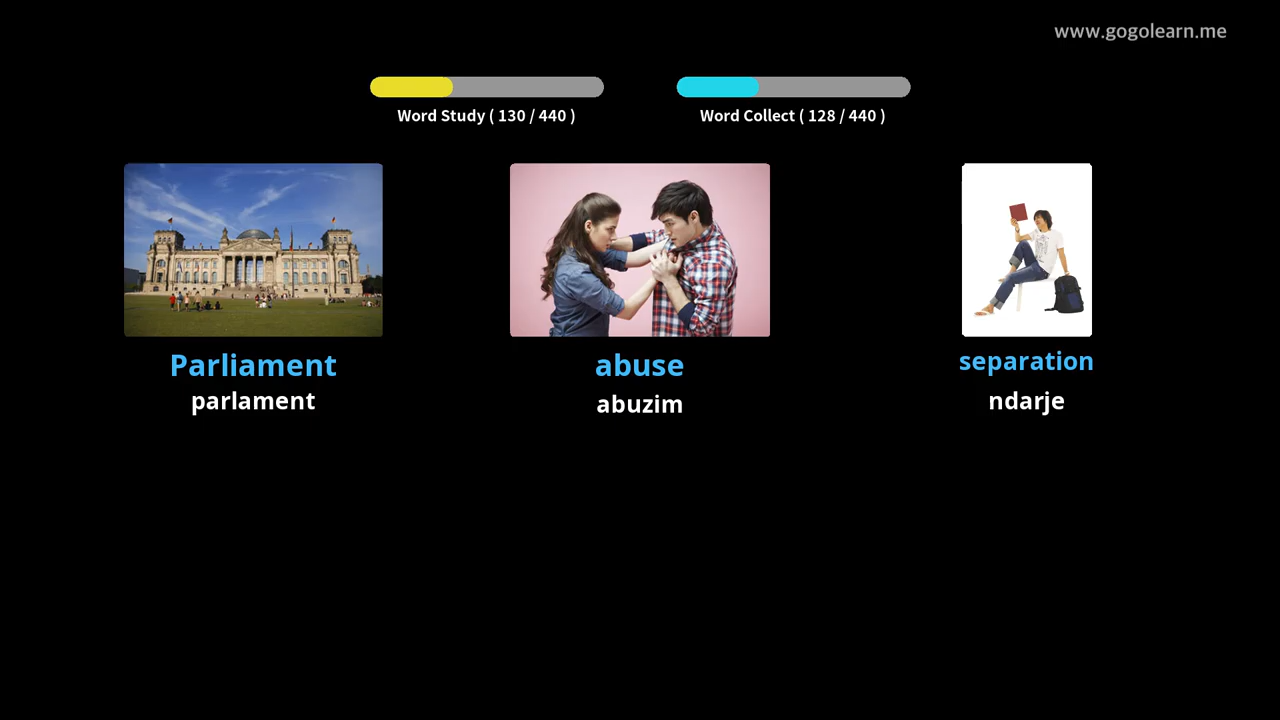 www.gogolearn.me
Word Study ( 130 / 440 )
Word Collect ( 128 / 440 )
Parliament
parlament
abuse
abuzim
separation
ndarje